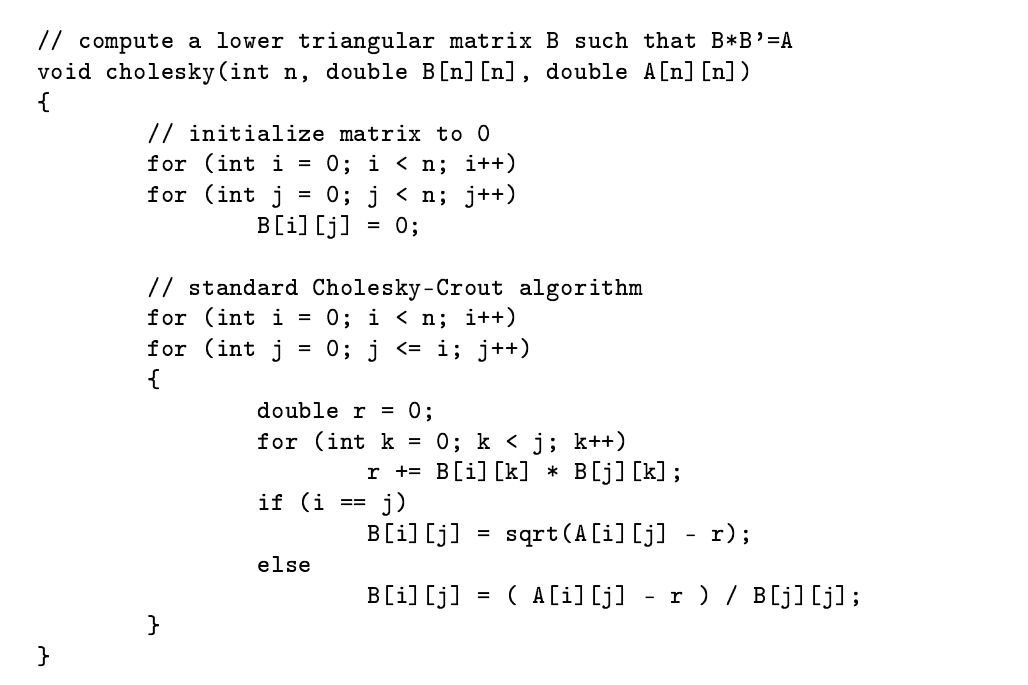 // compute a lower triangular matrix B such that B*B’=A
void cholesky(int n, double B[n][n], double A[n][n])
{
        // initialize matrix to 0
        for (int i = 0; i < n; i++)
        for (int j = 0; j < n; j++)
                B[i][j] = 0;

        // standard Cholesky-Crout algorithm
        for (int i = 0; i < n; i++)
        for (int j = 0; j <= i; j++)
        {
                double r = 0;
                for (int k = 0; k < j; k++)
                        r += B[i][k] * B[j][k];
                if (i == j)
                        B[i][j] = sqrt(A[i][j] - r);
                else
                        B[i][j] = ( A[i][j] - r ) / B[j][j];
        }
}